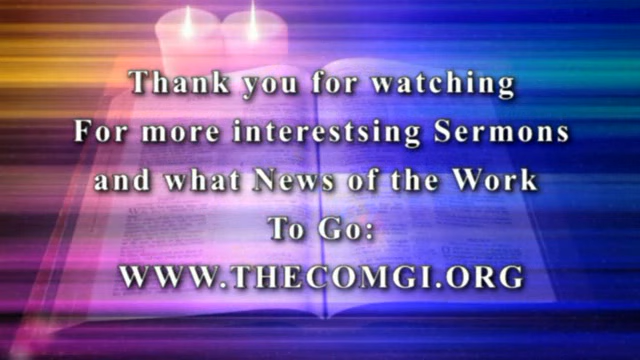 Thank you for watching
For more interestsing Sermons
and what News of the Work
To Go:
WWW.THECOMGI.ORG